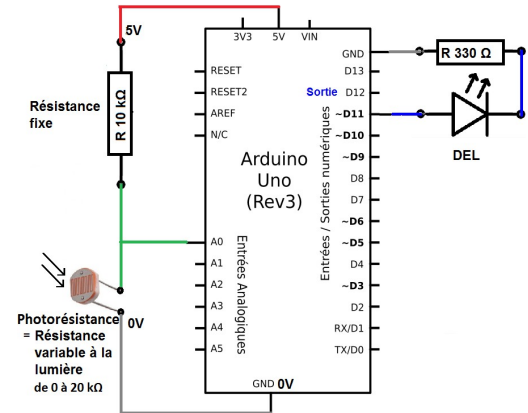 5V
3V3
5V
VIN
GND
R 330 Ω
RESET
D13
RESET2
Sortie
D12
Résistance
fixe
R 10 kΩ
AREF
~D11
N/C
~D10
DEL
Arduino
Uno
(Rev3)
Entrées / Sorties numériques
~D9
D8
D7
~D6
A0
~D5
Entrées Analogiques
A1
D4
A2
~D3
A3
D2
Photorésistance
0V
= Résistance
variable à la
lumière
de 0 à 20 kΩ
A4
RX/D1
A5
TX/D0
GND 0V